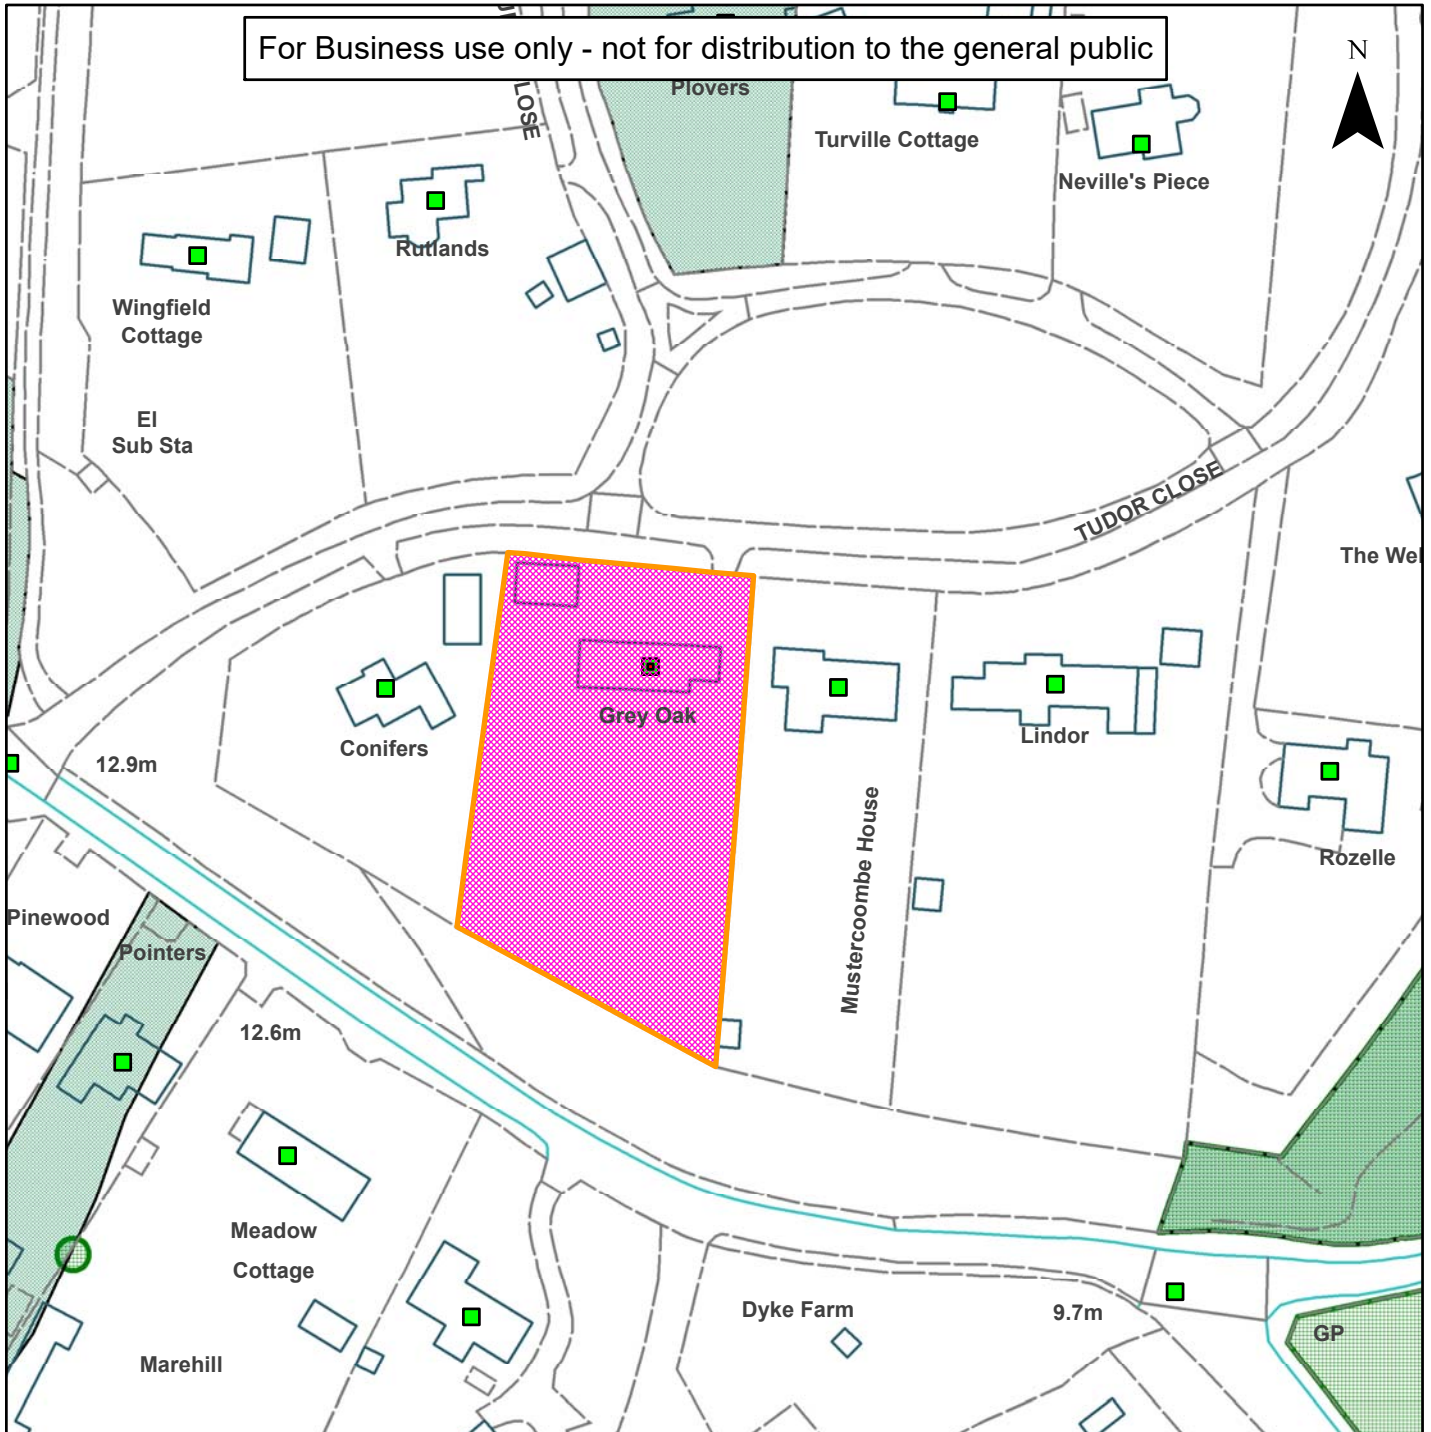 For Business use only - not for distribution to the general public
N
LOSE
Plovers
Turville Cottage
Neville's Piece
Rutlands
Wingfield
Cottage
El
Sub Sta
TUDOR CLOSE
The Wel
Grey Oak
Conifers
Lindor
12.9m
Mustercoombe House
Rozelle
Pinewood
Pointers
12.6m
Meadow
Cottage
Dyke Farm
9.7m
GP
Marehill